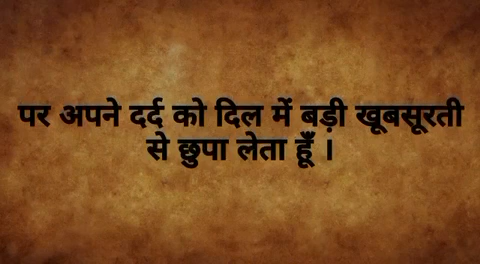 पर अपने दर्द को दिल में बड़ी खूबसूरती
से छुपा लेता हूँ ।